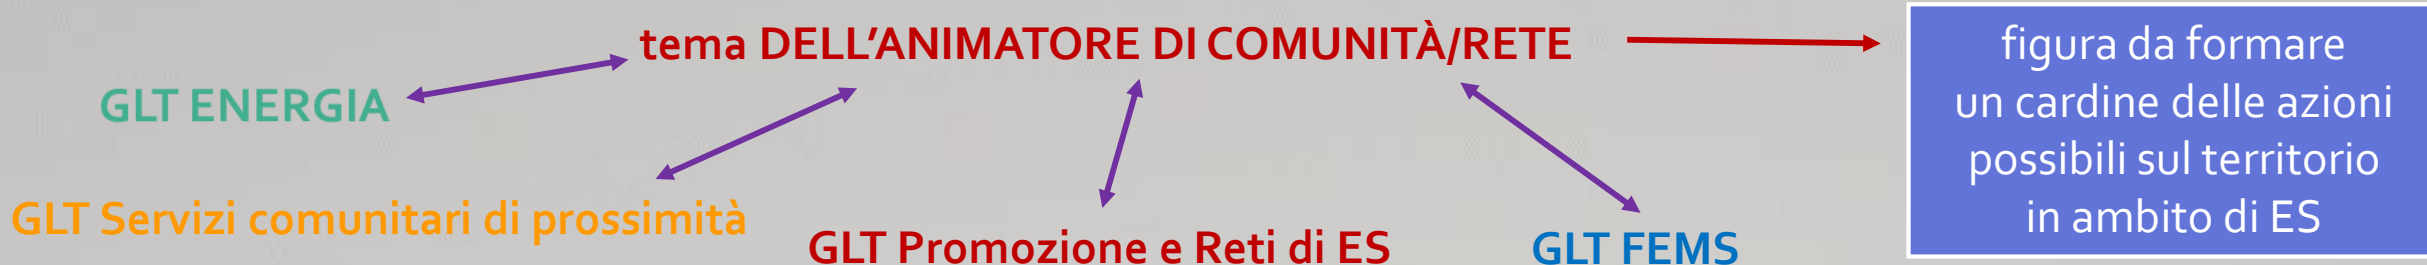 tema DELL'ANIMATORE DI COMUNITÀ/RETE
GLT ENERGIA
GLT Servizi comunitari di prossimità
GLT Promozione e Reti di ES
GLT FEMS
figura da formare
un cardine delle azioni
possibili sul territorio
in ambito di ES